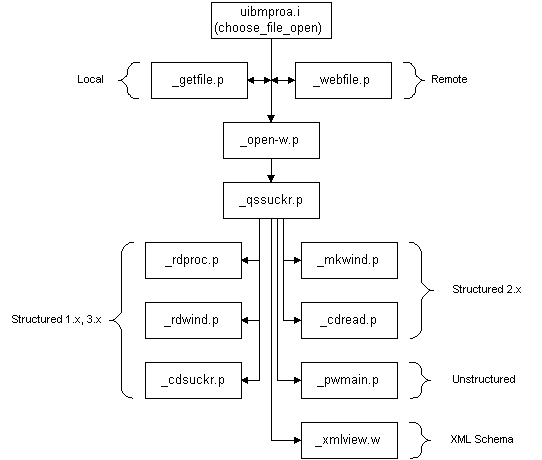 uibmproa.i
(choose_file_open)
Local
_getfile.p
_webfile.p
Remote
_open-w.p
_qssuckr.p
_rdproc.p
_mkwind.p
Structured 2.x
Structured 1.x, 3.x
_rdwind.p
_cdread.p
_cdsuckr.p
_pwmain.p
Unstructured
_xmlview.w
XML Schema